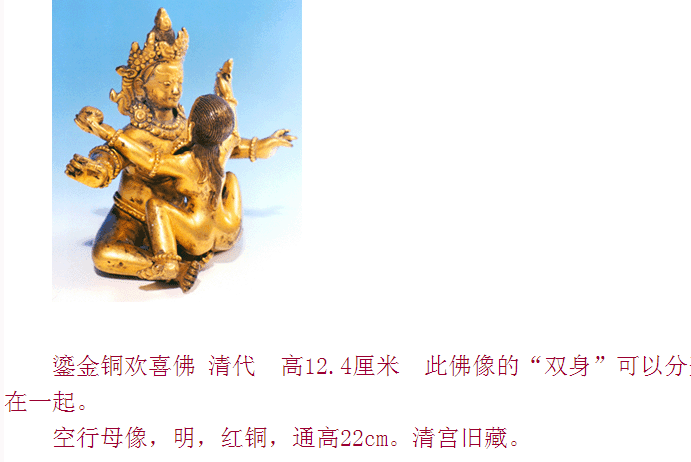 鎏金铜欢喜佛 清代 高12.4厘米 此佛像的“双身”可以分
在一起。
空行母像，明，红铜，通高22cm。清宫旧藏。